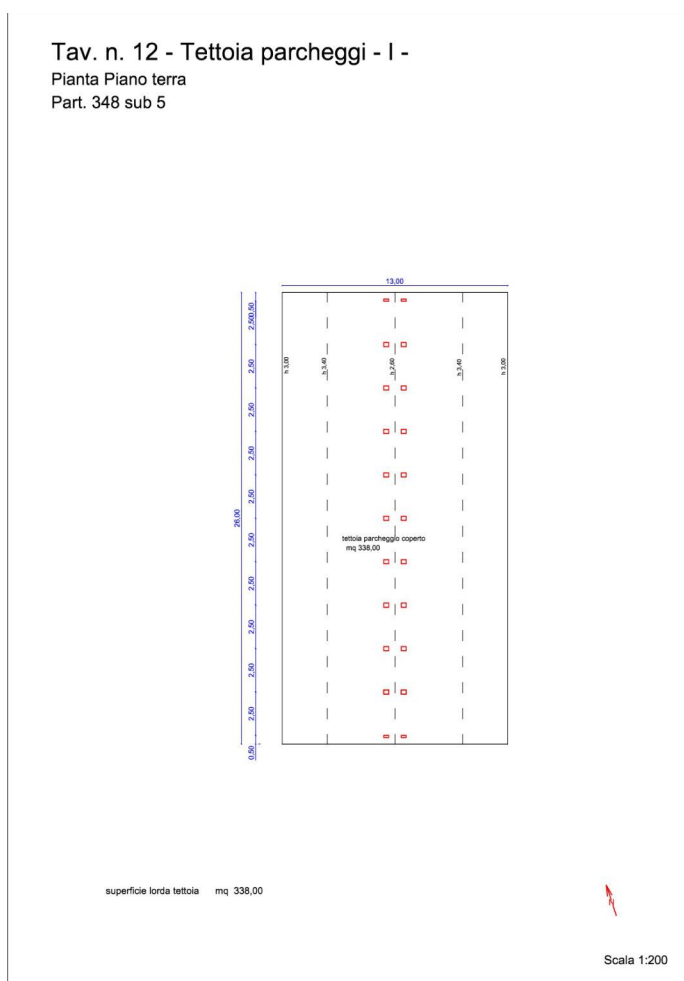 Tav. n. 12 - Tettoia parcheggi - I -
Pianta Piano terra
Part. 348 sub 5
13,00
0,50
2,50
h 3,00
h 3,40
h 2,60
h 3,40
h 3,00
2,50
2,50
2,50
2,50
26,00
2,50
tettoia parcheggio coperto
mq 338,00
2,50
2,50
2,50
2,50
0,50
superficie lorda tettoia mq 338,00
N
Scala 1:200